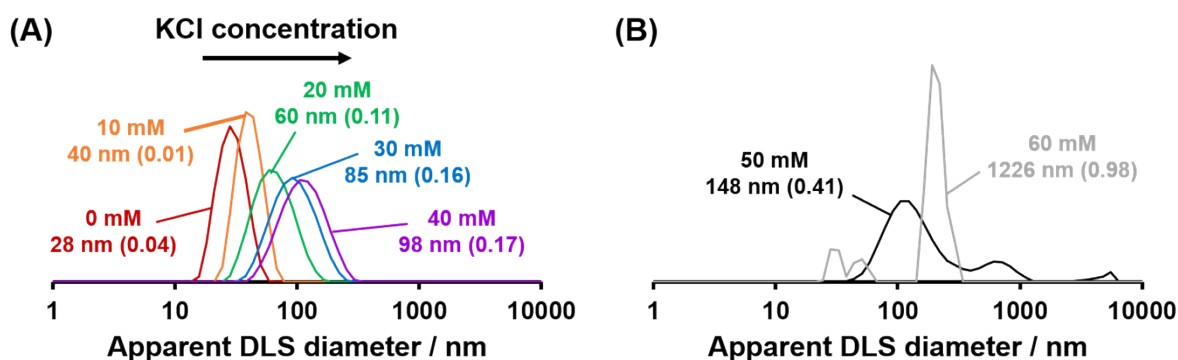 (A)
KCl concentration
20 mM
60 nm (0.11)
10 mM
40 nm (0.01)
30 mM
85 nm (0.16)
0 mM
28 nm (0.04)
40 mM
98 nm (0.17)
1 10 100 1000 10000
Apparent DLS diameter / nm
(B)
50 mM
148 nm (0.41)
60 mM
1226 nm (0.98)
1 10 100 1000 10000
Apparent DLS diameter / nm